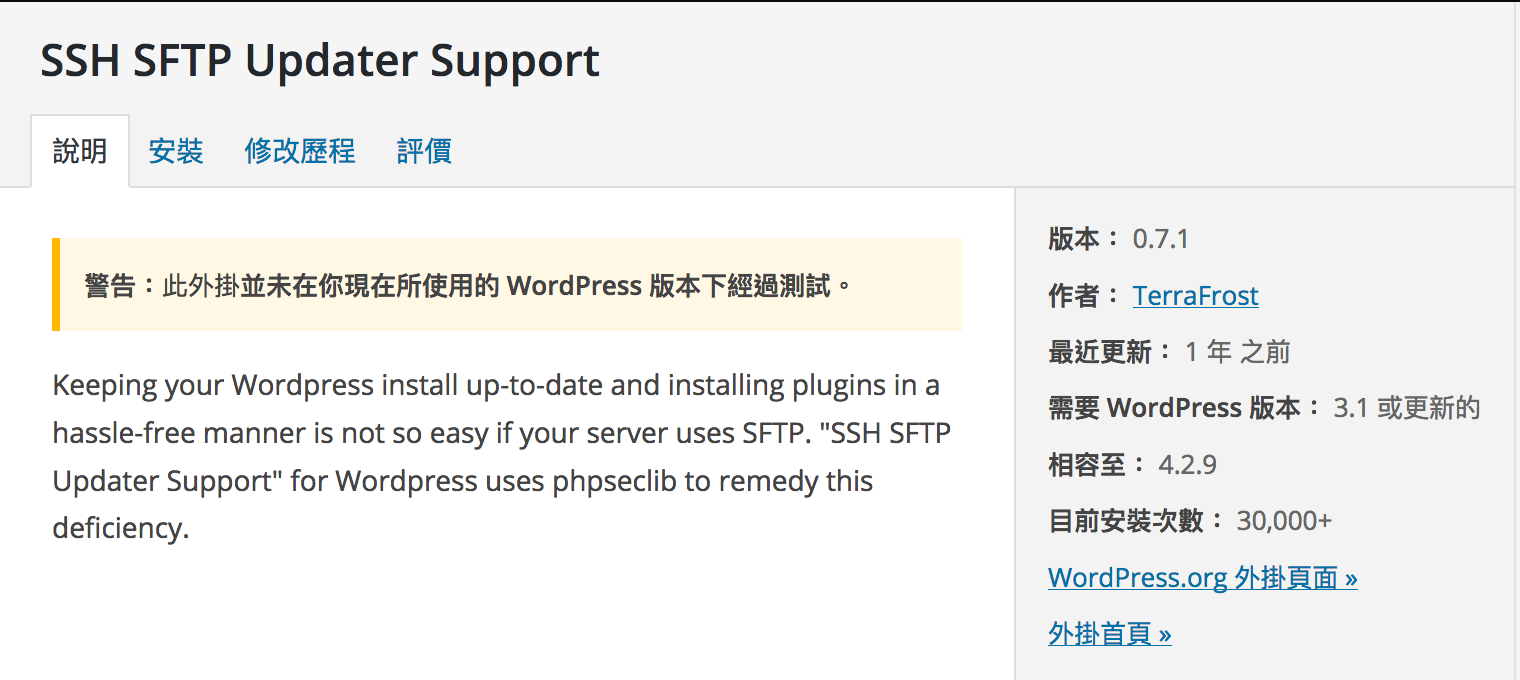 SSH SFTP Updater Support
說明 安裝 修改歷程 評價
警告：此外掛並未在你現在所使用的 WordPress 版本下經過測試。
Keeping your Wordpress install up-to-date and installing plugins in a
hassle-free manner is not so easy if your server uses SFTP. "SSH SFTP
Updater Support" for Wordpress uses phpseclib to remedy this
deficiency.
版本： 0.7.1
作者： TerraFrost
最近更新： 1 年 之前
需要 WordPress 版本： 3.1 或更新的
相容至： 4.2.9
目前安裝次數： 30,000+
WordPress.org 外掛頁面 »
外掛首頁 »